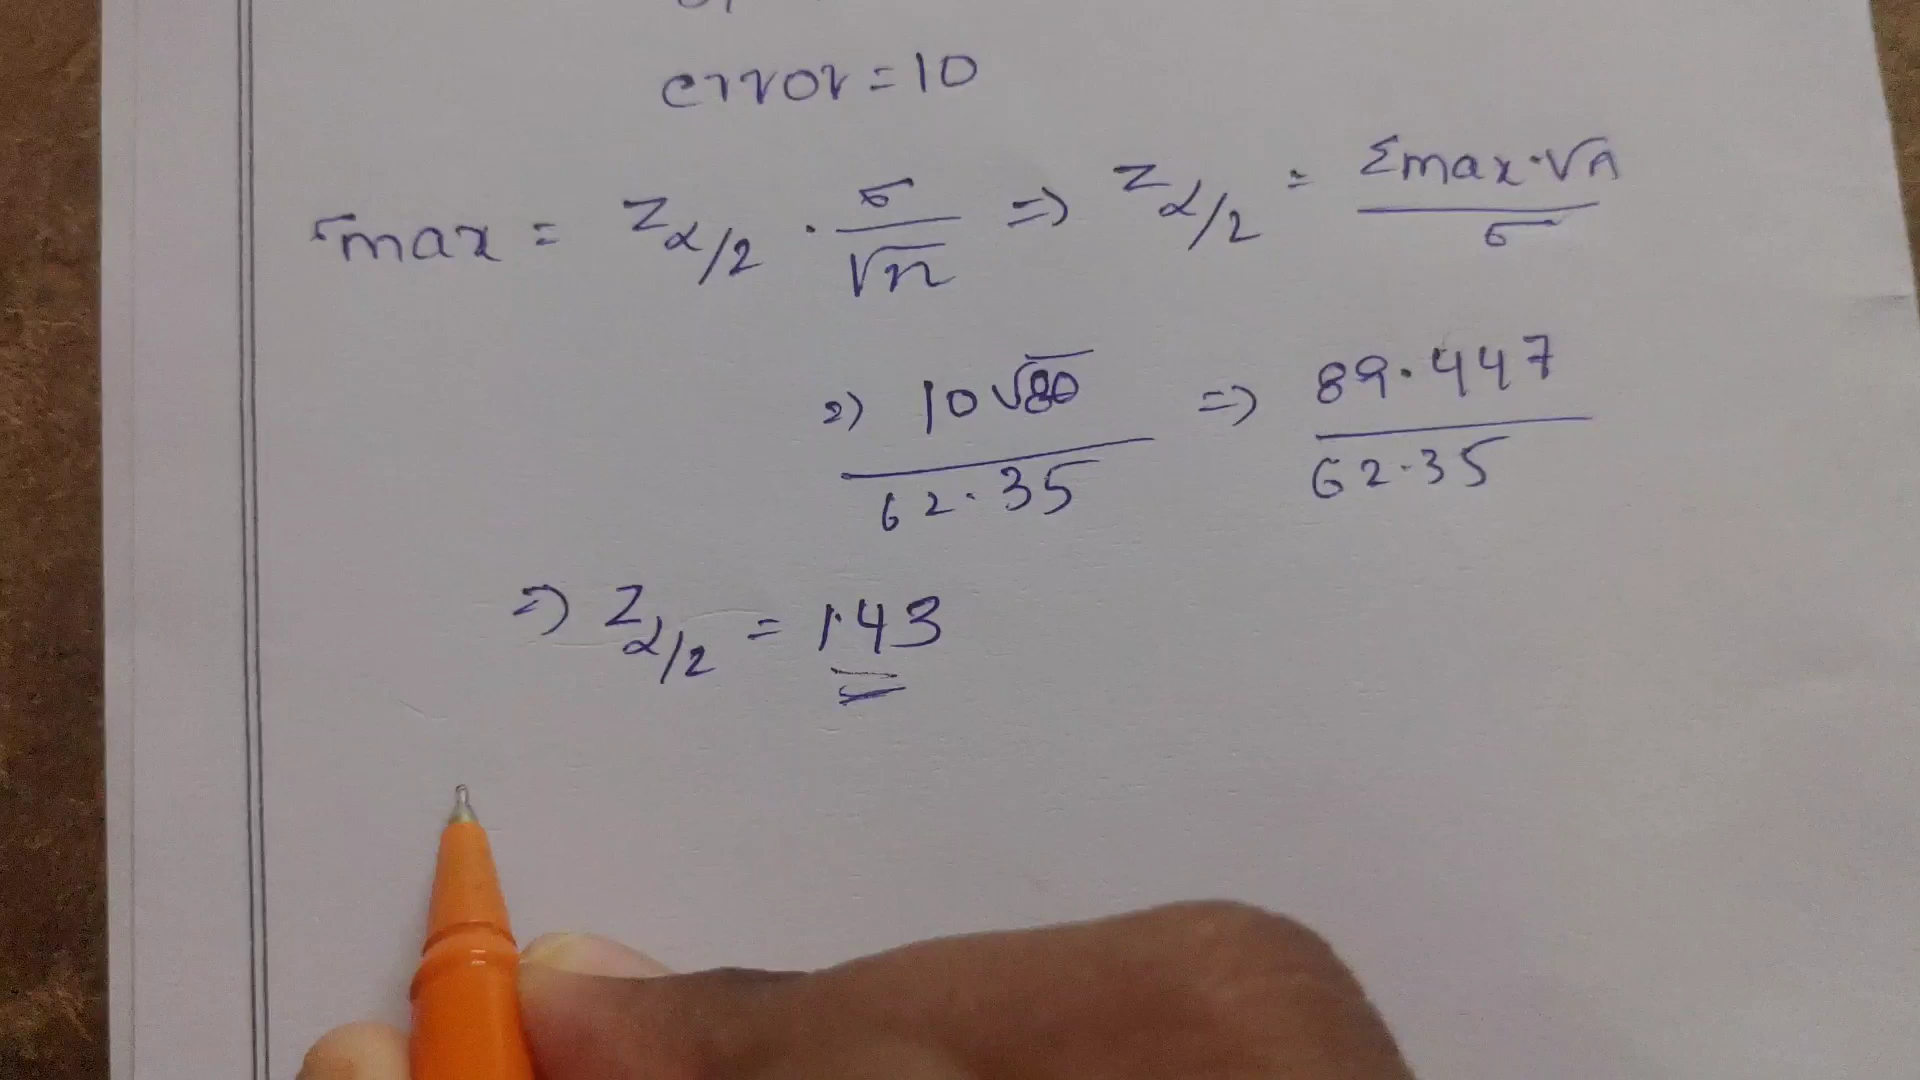 error = 10
Emax = Zα/2 · σ/√n => Zα/2 = Emax·√n/σ
=> 10√80/62.35 => 89.447/62.35
=> Zα/2 = 1.43